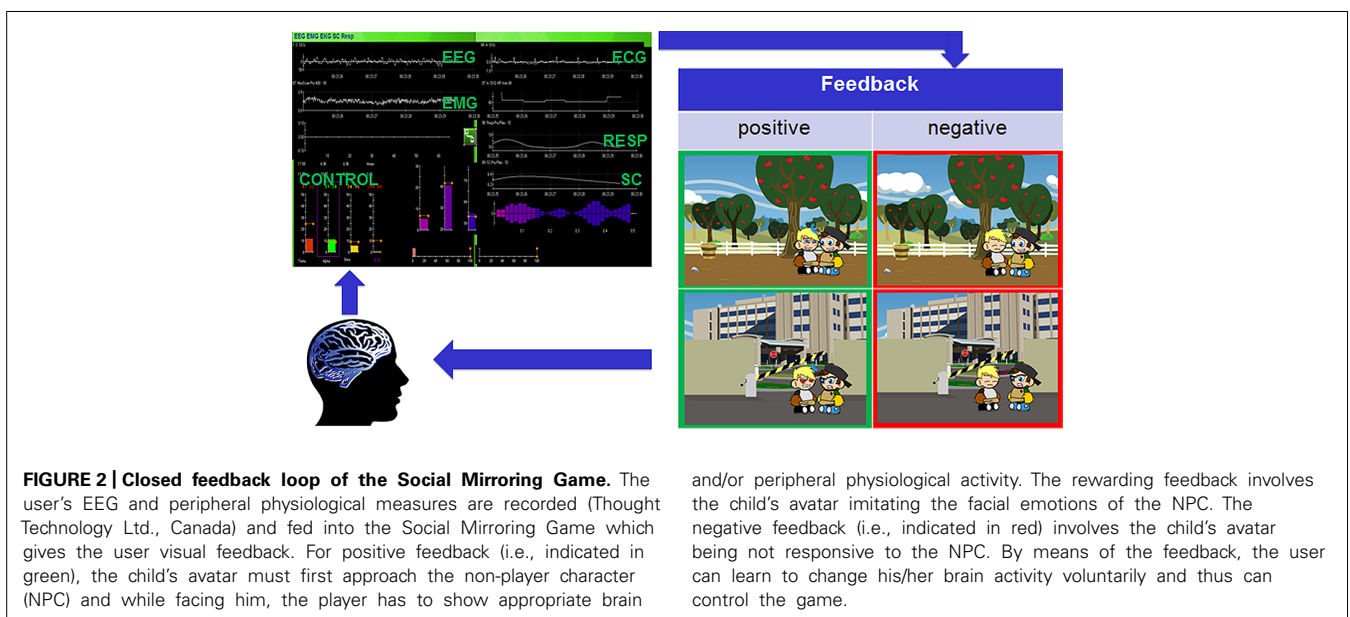 EEG EMG EKG SC Resp
EEG
ECG
EMG
RESP
CONTROL
SC
Feedback
positive negative
FIGURE 2 | Closed feedback loop of the Social Mirroring Game. The
user's EEG and peripheral physiological measures are recorded (Thought
Technology Ltd., Canada) and fed into the Social Mirroring Game which
gives the user visual feedback. For positive feedback (i.e., indicated in
green), the child's avatar must first approach the non-player character
(NPC) and while facing him, the player has to show appropriate brain
and/or peripheral physiological activity. The rewarding feedback involves
the child's avatar imitating the facial emotions of the NPC. The
negative feedback (i.e., indicated in red) involves the child's avatar
being not responsive to the NPC. By means of the feedback, the user
can learn to change his/her brain activity voluntarily and thus can
control the game.